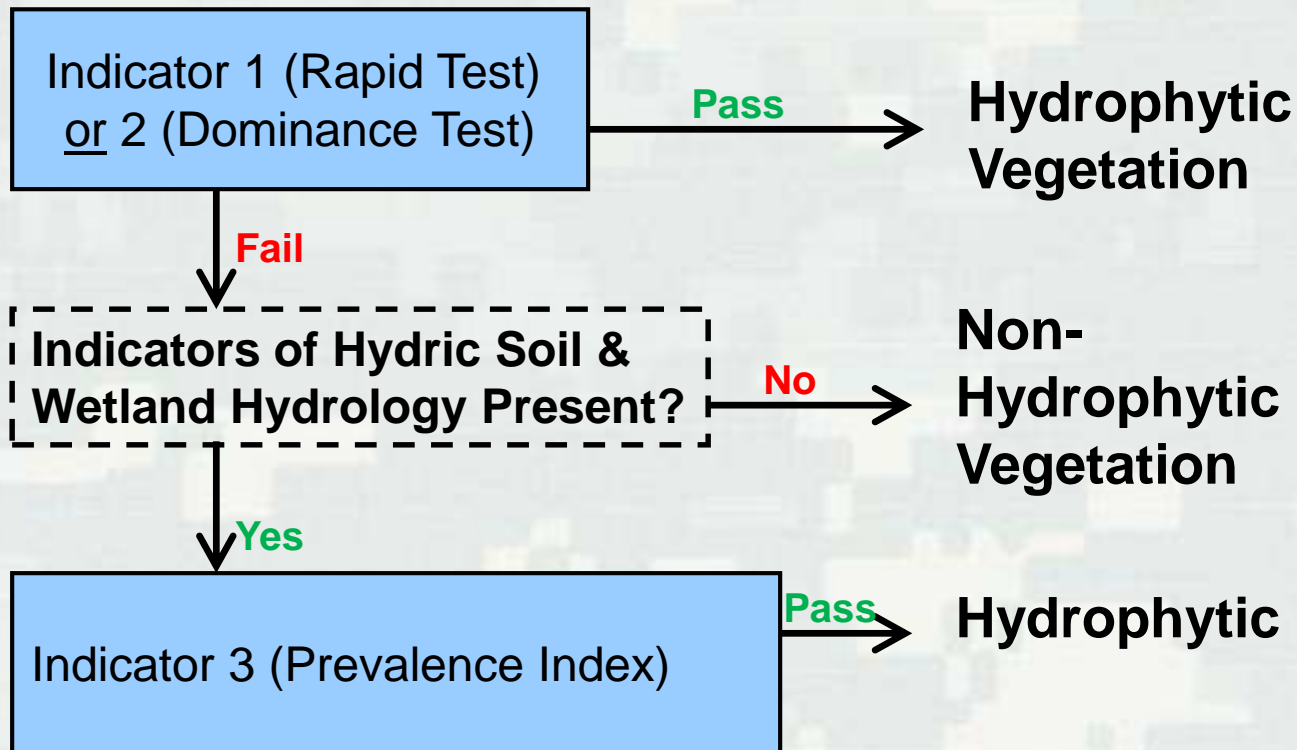 Indicator 1 (Rapid Test)
or 2 (Dominance Test)
Pass
Hydrophytic
Vegetation
Fail
Indicators of Hydric Soil &
Wetland Hydrology Present?
No
Non-
Hydrophytic
Vegetation
Yes
Indicator 3 (Prevalence Index)
Pass
Hydrophytic